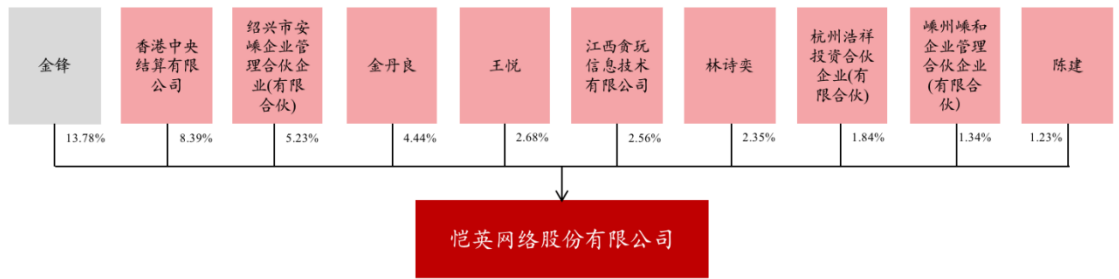 金锋
香港中央
结算有限
公司
绍兴市安
嵊企业管
理合伙企
业(有限
合伙)
金丹良
王悦
江西贪玩
信息技术
有限公司
林诗奕
杭州浩祥
投资合伙
企业(有
限合伙)
嵊州嵊和
企业管理
合伙企业
(有限合
伙)
陈建
13.78%
8.39%
5.23%
4.44%
2.68%
2.56%
2.35%
1.84%
1.34%
1.23%
恺英网络股份有限公司